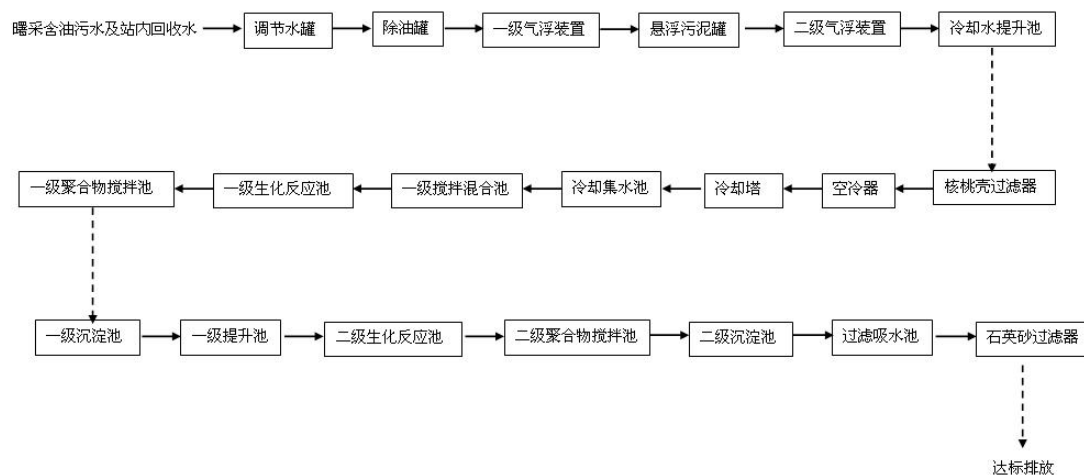 曙采含油污水及站内回收水
调节水罐
除油罐
一级气浮装置
悬浮污泥罐
二级气浮装置
冷却水提升池
一级聚合物搅拌池
一级生化反应池
一级搅拌混合池
冷却集水池
冷却塔
空冷器
核桃壳过滤器
一级沉淀池
一级提升池
二级生化反应池
二级聚合物搅拌池
二级沉淀池
过滤吸水池
石英砂过滤器
达标排放